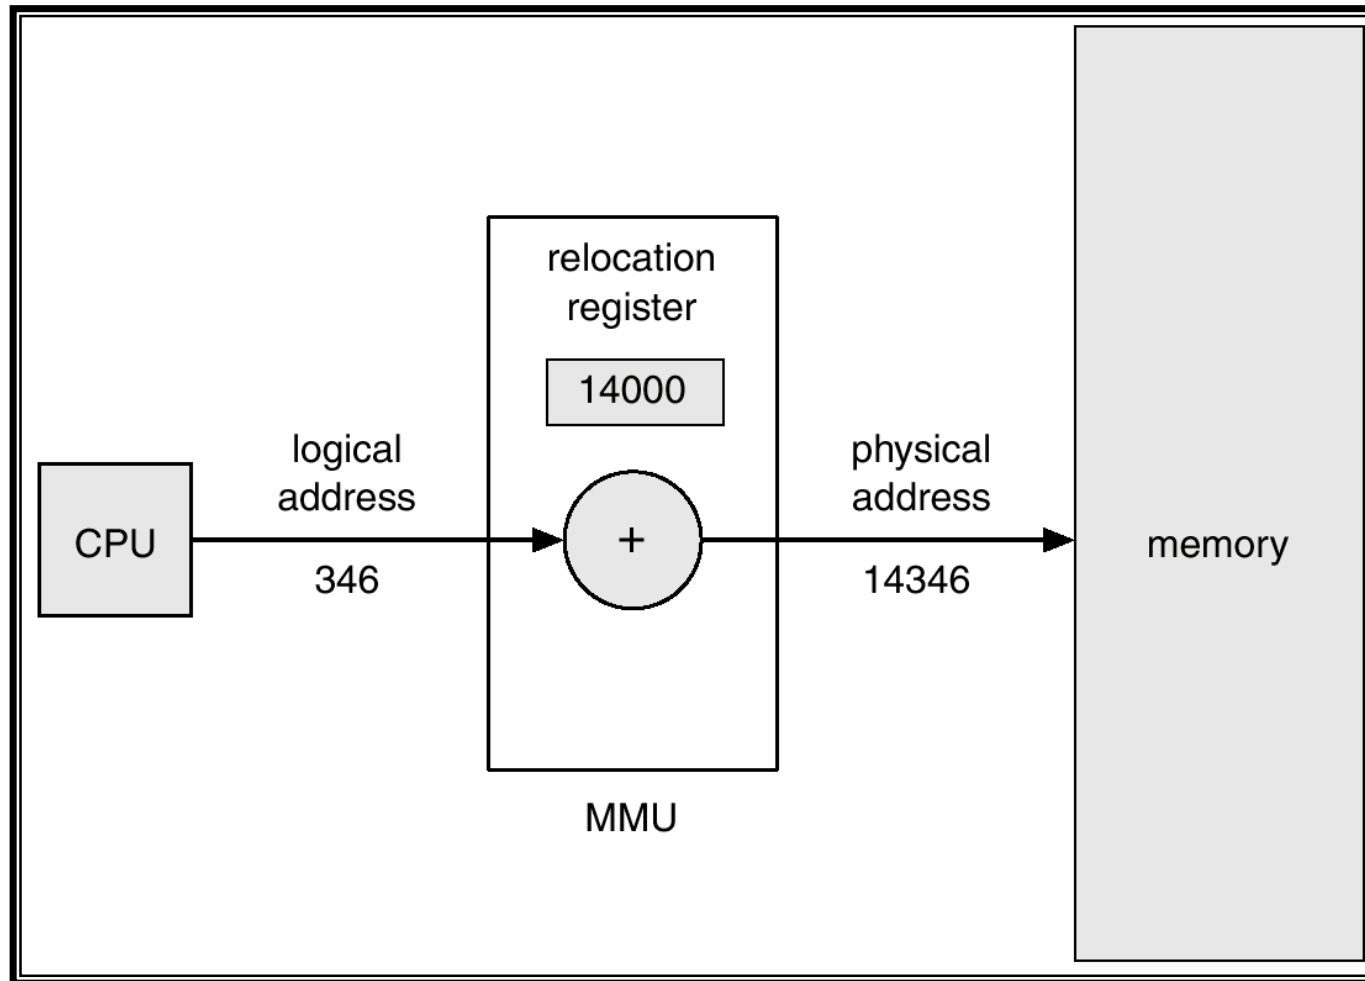 relocation
register
14000
logical
address
physical
address
CPU
+
memory
346
14346
MMU